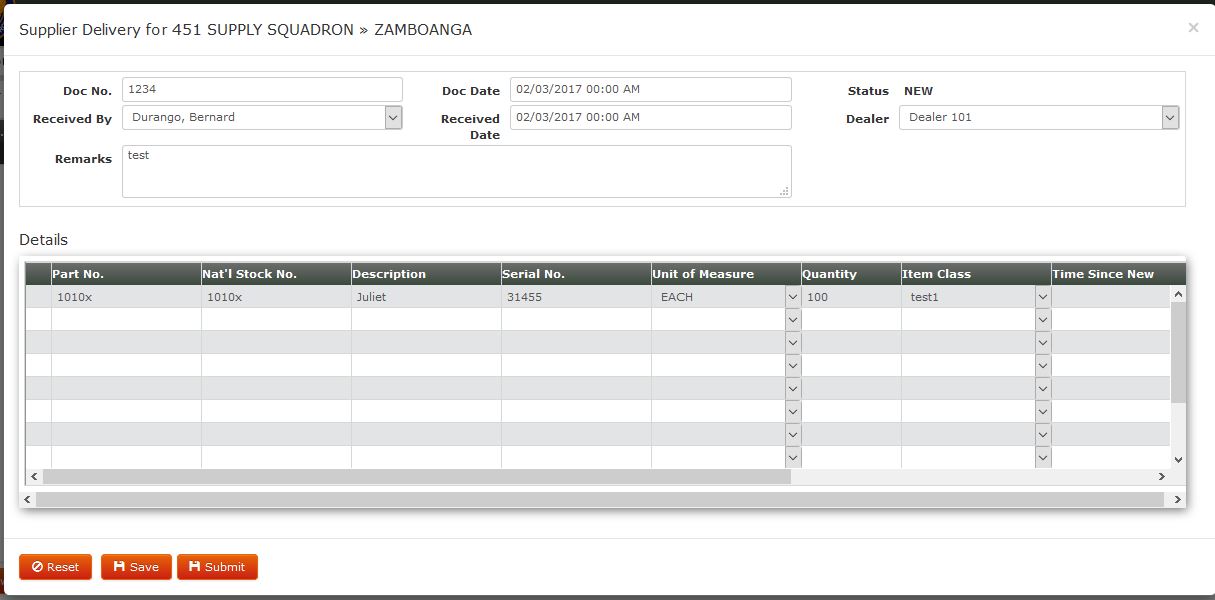 Supplier Delivery for 451 SUPPLY SQUADRON » ZAMBOANGA ×
Doc No. 1234 Doc Date 02/03/2017 00:00 AM Status NEW
Received By Durango, Bernard Received Date 02/03/2017 00:00 AM Dealer Dealer 101
Remarks test
Details
Part No. Nat'l Stock No. Description Serial No. Unit of Measure Quantity Item Class Time Since New
1010x 1010x Juliet 31455 EACH 100 test1
Reset Save Submit